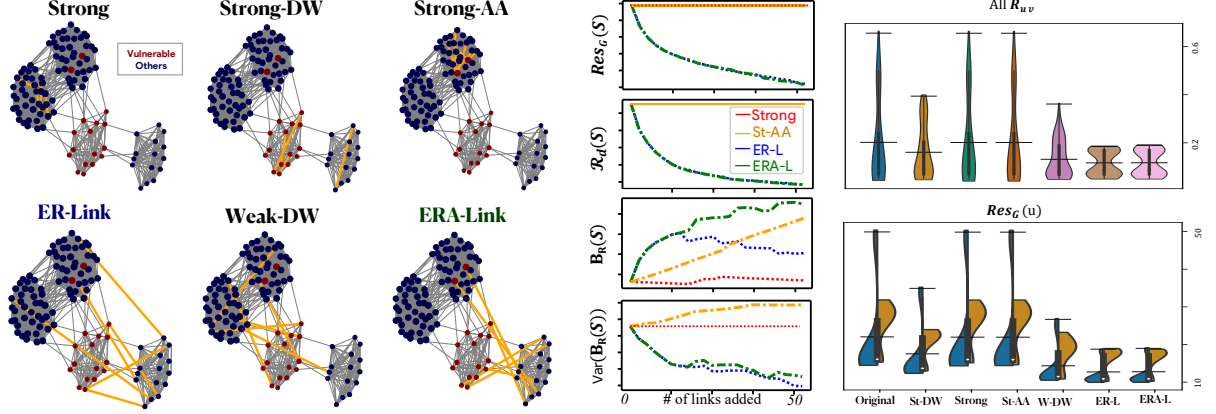 Strong
Strong-DW
Strong-AA
Vulnerable
Others
ER-Link
Weak-DW
ERA-Link
Res_G(S)
ℛ_d(S)
Strong
St-AA
ER-L
ERA-L
B_R(S)
Var(B_R(S))
0 # of links added 50
All R_uv
0.6
0.2
Res_G(u)
50
10
Original St-DW Strong St-AA W-DW ER-L ERA-L